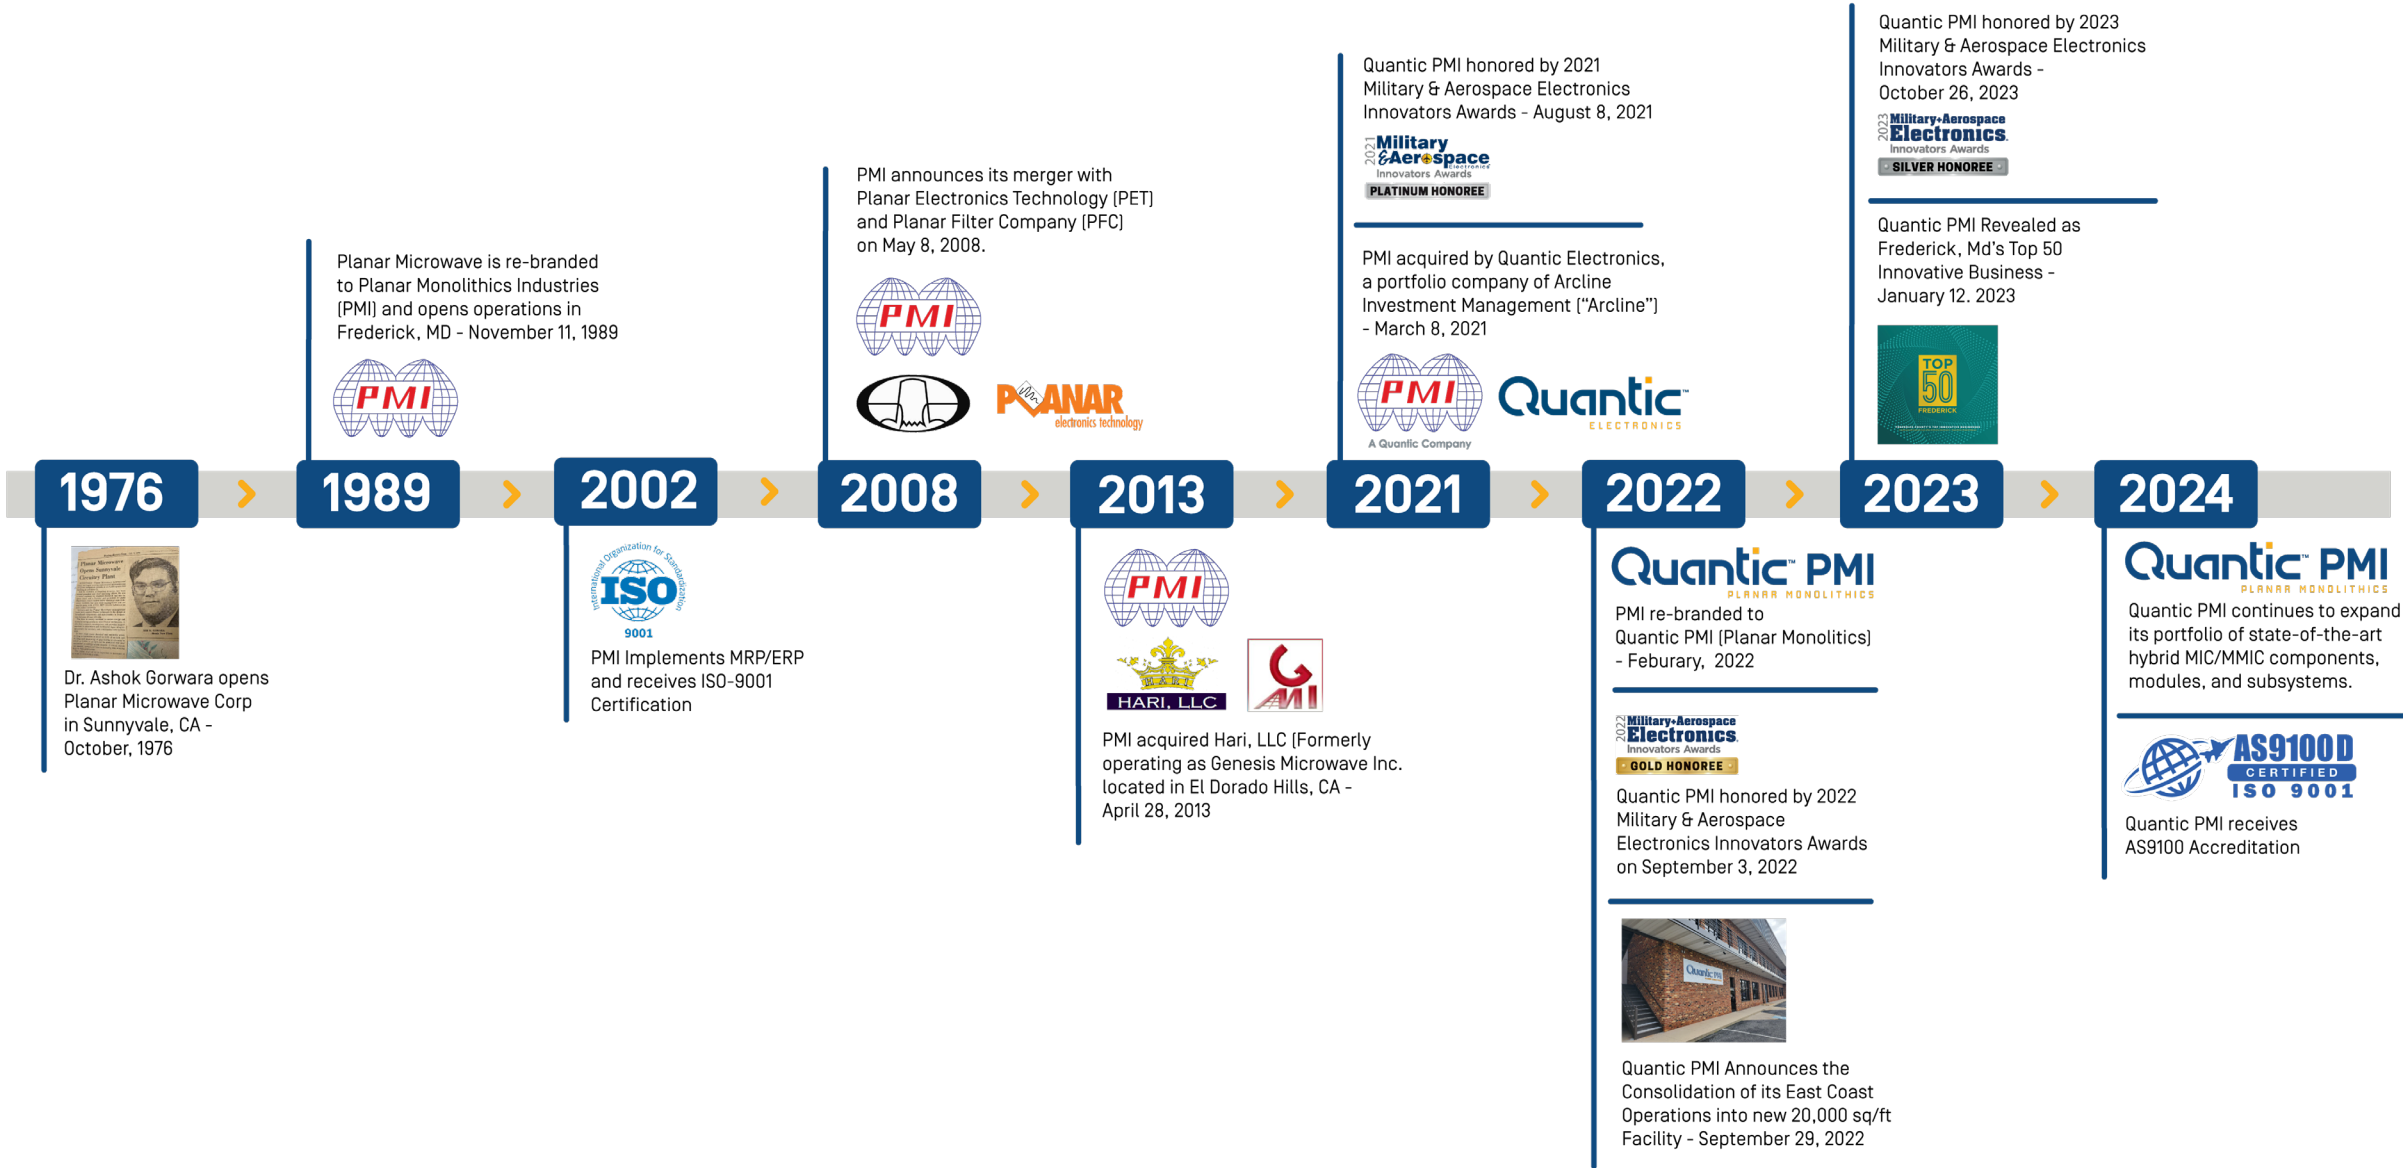 1976
Planar Microwave
Opens Sunnyvale
Circuitry Plant
Dr. Ashok Gorwara opens
Planar Microwave Corp
in Sunnyvale, CA -
October, 1976
Planar Microwave is re-branded
to Planar Monolithics Industries
(PMI) and opens operations in
Frederick, MD - November 11, 1989
PMI
1989
2002
International Organization for Standardization
ISO
9001
PMI Implements MRP/ERP
and receives ISO-9001
Certification
PMI announces its merger with
Planar Electronics Technology (PET)
and Planar Filter Company (PFC)
on May 8, 2008.
PMI
PLANAR
electronics technology
2008
2013
PMI
HARI
HARI, LLC
GMI
PMI acquired Hari, LLC (Formerly
operating as Genesis Microwave Inc.
located in El Dorado Hills, CA -
April 28, 2013
Quantic PMI honored by 2021
Military & Aerospace Electronics
Innovators Awards - August 8, 2021
2021
Military
&Aerospace
Electronics
Innovators Awards
PLATINUM HONOREE
PMI acquired by Quantic Electronics,
a portfolio company of Arcline
Investment Management ("Arcline")
- March 8, 2021
PMI
A Quantic Company
Quantic™
ELECTRONICS
2021
2022
Quantic™ PMI
PLANAR MONOLITHICS
PMI re-branded to
Quantic PMI (Planar Monolitics)
- Feburary, 2022
2022
Military+Aerospace
Electronics.
Innovators Awards
GOLD HONOREE
Quantic PMI honored by 2022
Military & Aerospace
Electronics Innovators Awards
on September 3, 2022
Quantic PMI
Quantic PMI Announces the
Consolidation of its East Coast
Operations into new 20,000 sq/ft
Facility - September 29, 2022
Quantic PMI honored by 2023
Military & Aerospace Electronics
Innovators Awards -
October 26, 2023
2023
Military+Aerospace
Electronics.
Innovators Awards
SILVER HONOREE
Quantic PMI Revealed as
Frederick, Md's Top 50
Innovative Business -
January 12. 2023
TOP
50
FREDERICK
2023
2024
Quantic™ PMI
PLANAR MONOLITHICS
Quantic PMI continues to expand
its portfolio of state-of-the-art
hybrid MIC/MMIC components,
modules, and subsystems.
AS9100D
CERTIFIED
ISO 9001
Quantic PMI receives
AS9100 Accreditation